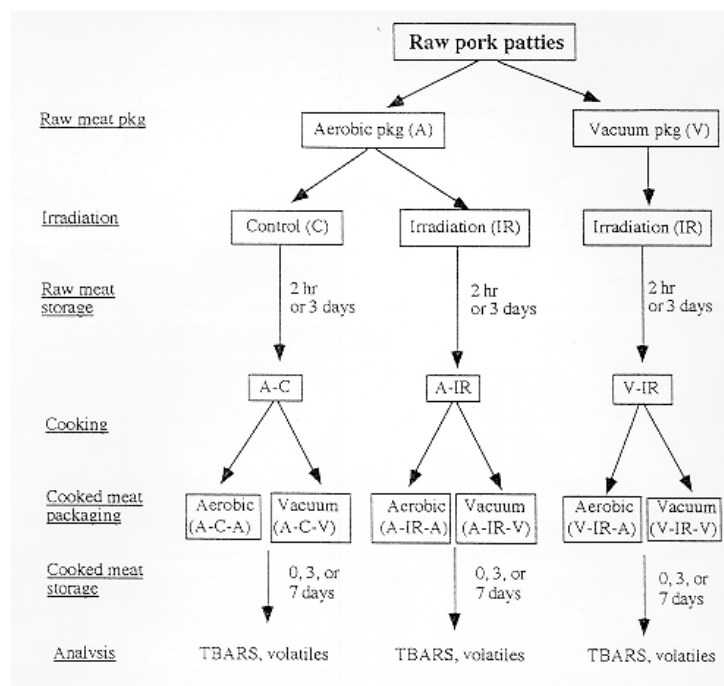 Raw pork patties
Raw meat pkg
Aerobic pkg (A)
Vacuum pkg (V)
Irradiation
Control (C)
Irradiation (IR)
Irradiation (IR)
Raw meat
storage
2 hr
or 3 days
2 hr
or 3 days
2 hr
or 3 days
A-C
A-IR
V-IR
Cooking
Cooked meat
packaging
Aerobic
(A-C-A)
Vacuum
(A-C-V)
Aerobic
(A-IR-A)
Vacuum
(A-IR-V)
Aerobic
(V-IR-A)
Vacuum
(V-IR-V)
Cooked meat
storage
0, 3, or
7 days
0, 3, or
7 days
0, 3, or
7 days
Analysis
TBARS, volatiles
TBARS, volatiles
TBARS, volatiles